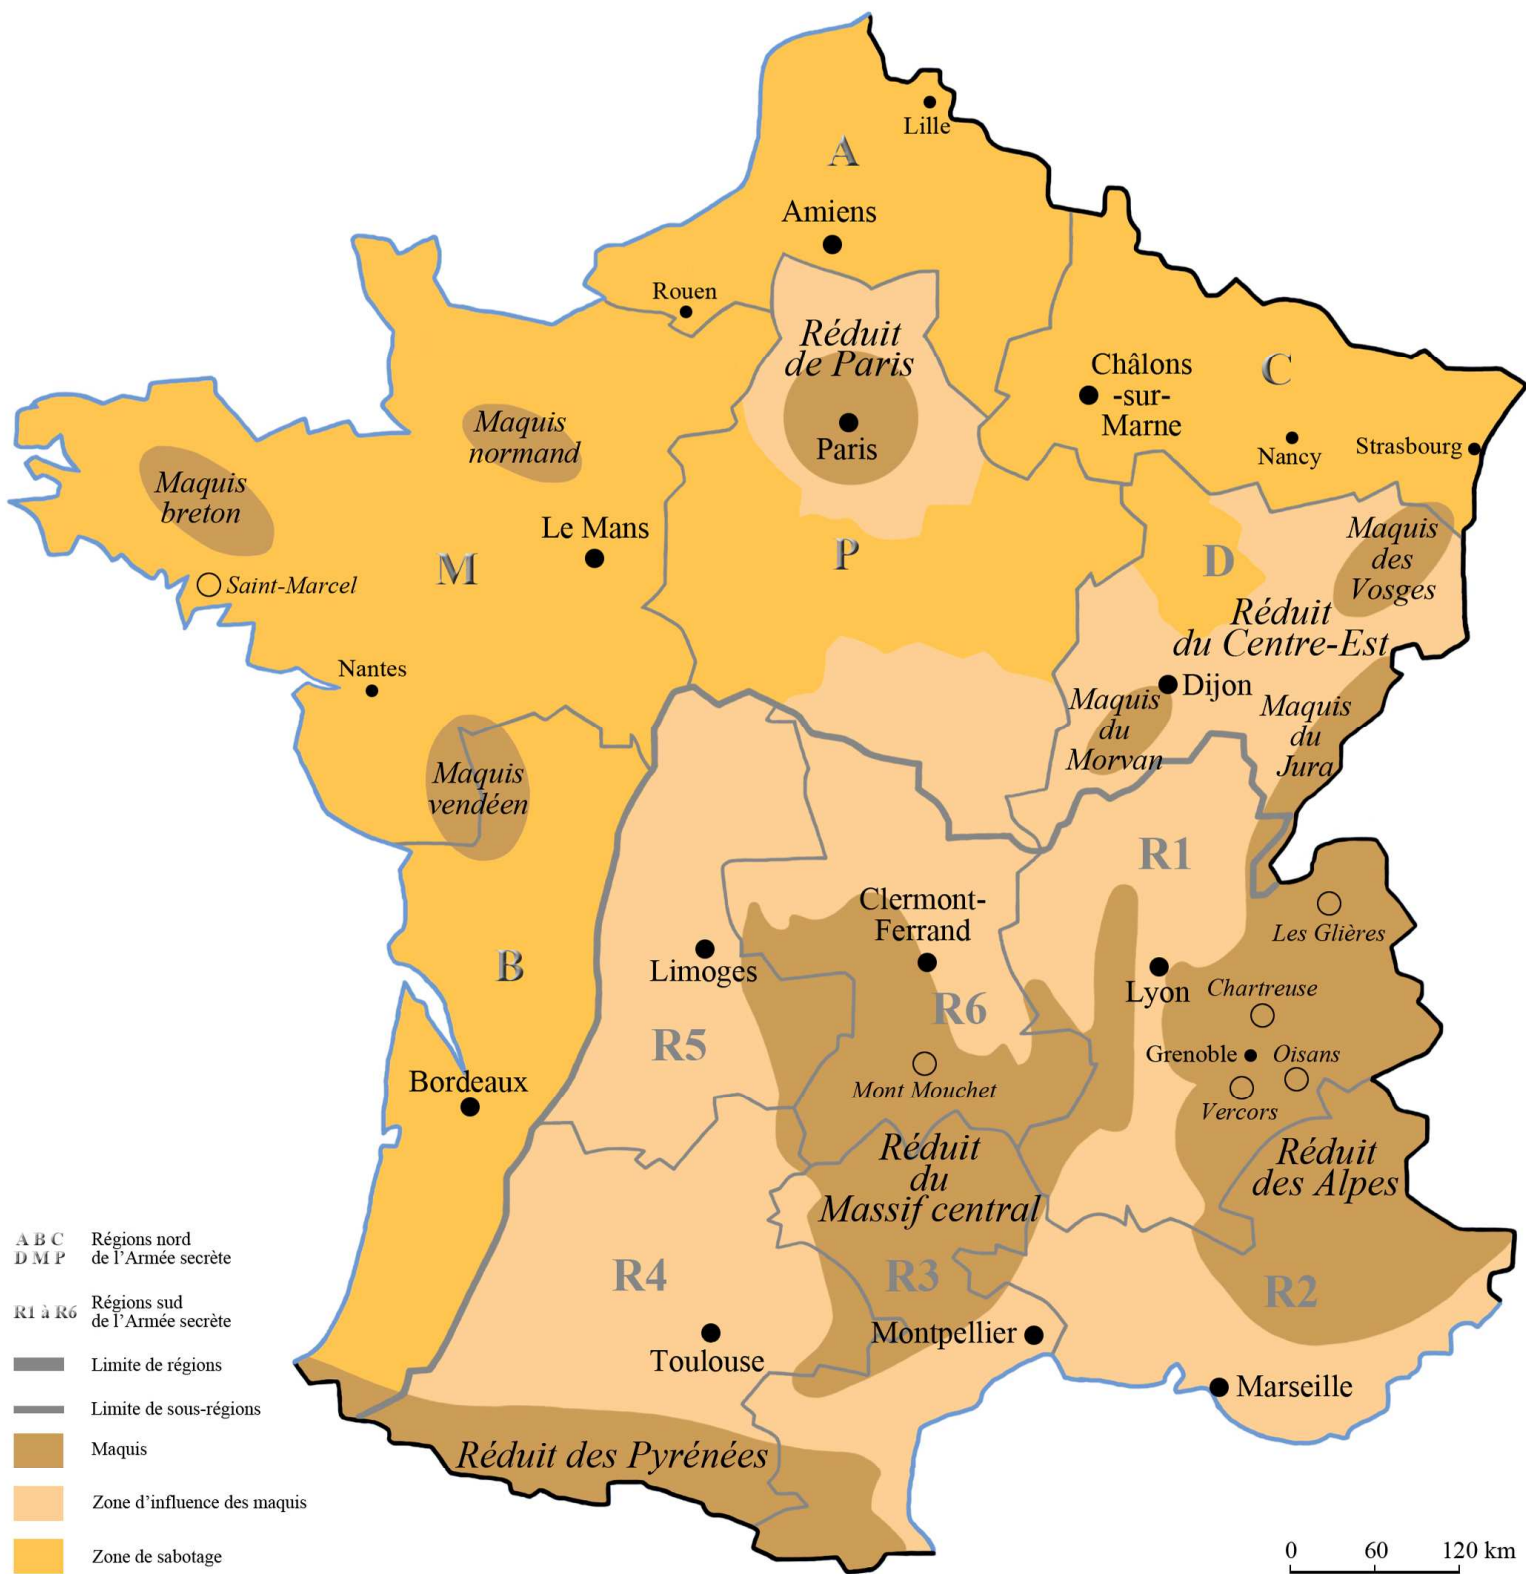 Lille
A
Amiens
Rouen
Réduit
de Paris
Châlons
-sur-
Marne
C
Paris
Nancy
Strasbourg
Maquis
normand
Maquis
breton
Le Mans
M
P
D
Maquis
des
Vosges
Saint-Marcel
Réduit
du Centre-Est
Nantes
Dijon
Maquis
du
Morvan
Maquis
du
Jura
Maquis
vendéen
R1
Clermont-
Ferrand
Les Glières
B
Limoges
Lyon
Chartreuse
R6
R5
Grenoble
Oisans
Mont Mouchet
Vercors
Bordeaux
Réduit
du
Massif central
Réduit
des Alpes
R4
R3
R2
Montpellier
Toulouse
Marseille
Réduit des Pyrénées
A B C
D M P
Régions nord
de l’Armée secrète
R1 à R6
Régions sud
de l’Armée secrète
Limite de régions
Limite de sous-régions
Maquis
Zone d’influence des maquis
Zone de sabotage
0 60 120 km